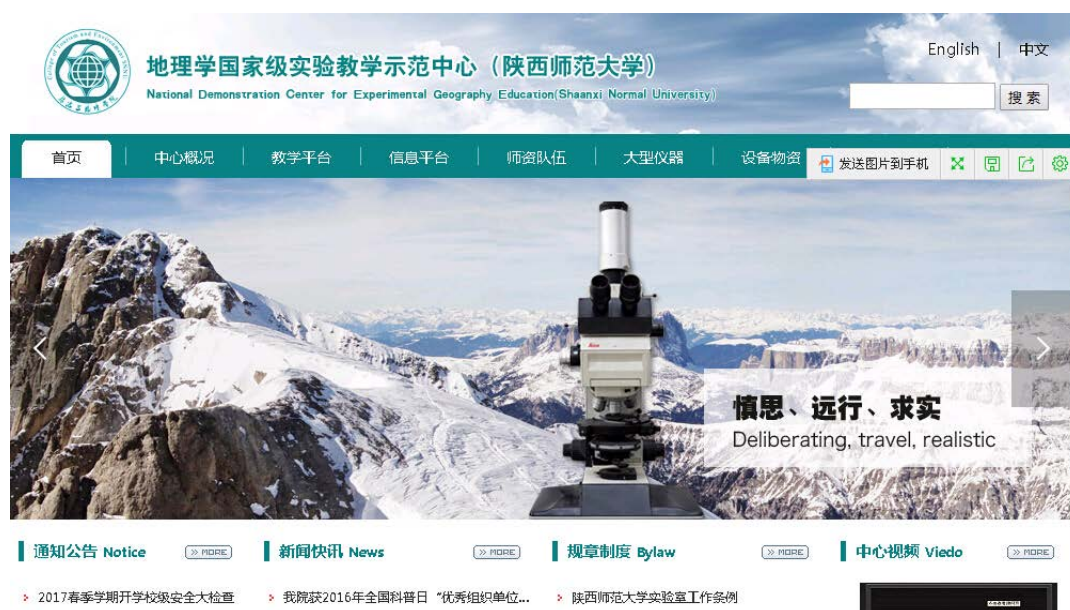 English | 中文
地理学国家级实验教学示范中心（陕西师范大学）
National Demonstration Center for Experimental Geography Education(Shaanxi Normal University)
搜索
首页 中心概况 教学平台 信息平台 师资队伍 大型仪器 设备物资 发送图片到手机
慎思、远行、求实
Deliberating, travel, realistic
通知公告 Notice >> MORE 新闻快讯 News >> MORE 规章制度 Bylaw >> MORE 中心视频 Viedo >> MORE
2017春季学期开学校级安全大检查 我院获2016年全国科普日“优秀组织单位... 陕西师范大学实验室工作条例